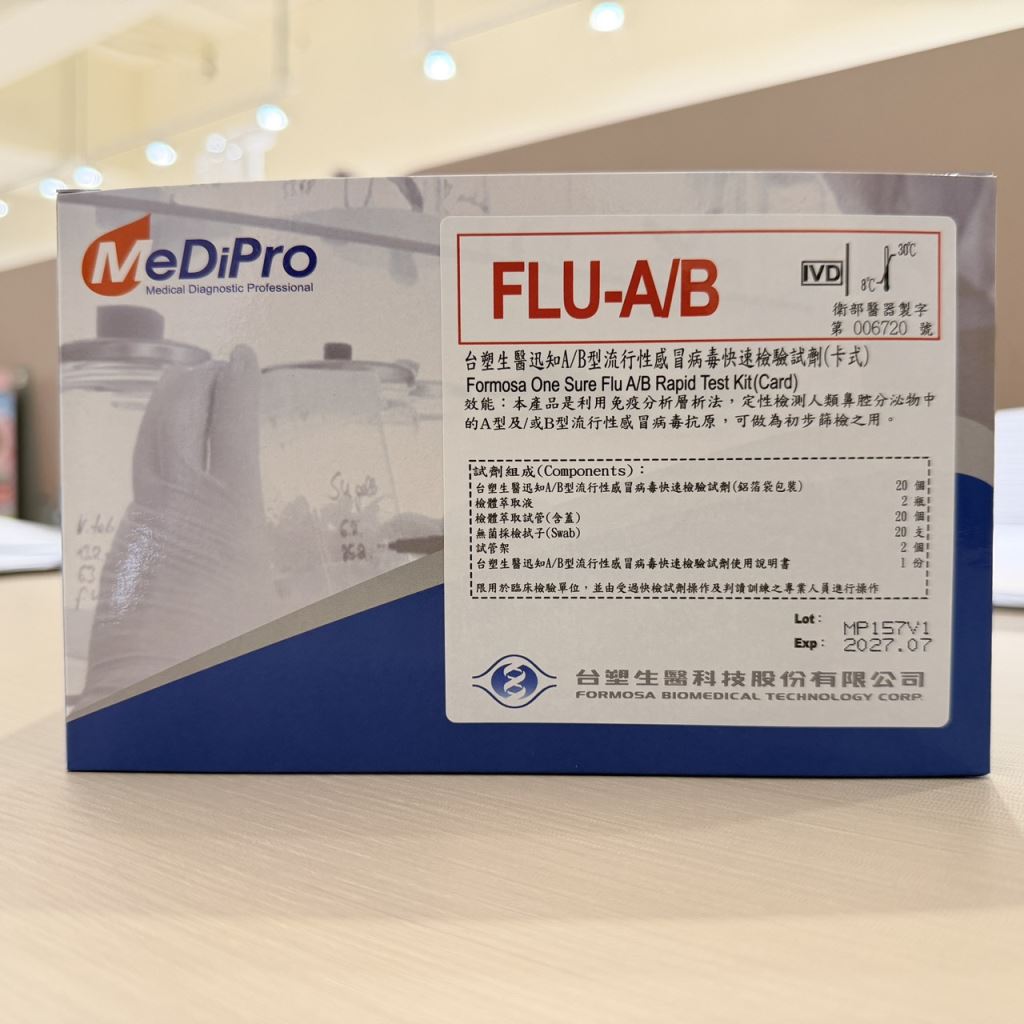 MeDiPro
Medical Diagnostic Professional
FLU-A/B
IVD
30℃
8℃
衛部醫器製字
第 006720 號
台塑生醫迅知A/B型流行性感冒病毒快速檢驗試劑(卡式)
Formosa One Sure Flu A/B Rapid Test Kit(Card)
效能：本產品是利用免疫分析層析法，定性檢測人類鼻腔分泌物中
的A型及/或B型流行性感冒病毒抗原，可做為初步篩檢之用。
試劑組成(Components)：
台塑生醫迅知A/B型流行性感冒病毒快速檢驗試劑(鋁箔袋包裝) 20 個
檢體萃取液 2 瓶
檢體萃取試管(含蓋) 20 個
無菌採檢拭子(Swab) 20 支
試管架 2 個
台塑生醫迅知A/B型流行性感冒病毒快速檢驗試劑使用說明書 1 份
限用於臨床檢驗單位，並由受過快檢試劑操作及判讀訓練之專業人員進行操作
Lot： MP157V1
Exp： 2027.07
台塑生醫科技股份有限公司
FORMOSA BIOMEDICAL TECHNOLOGY CORP.